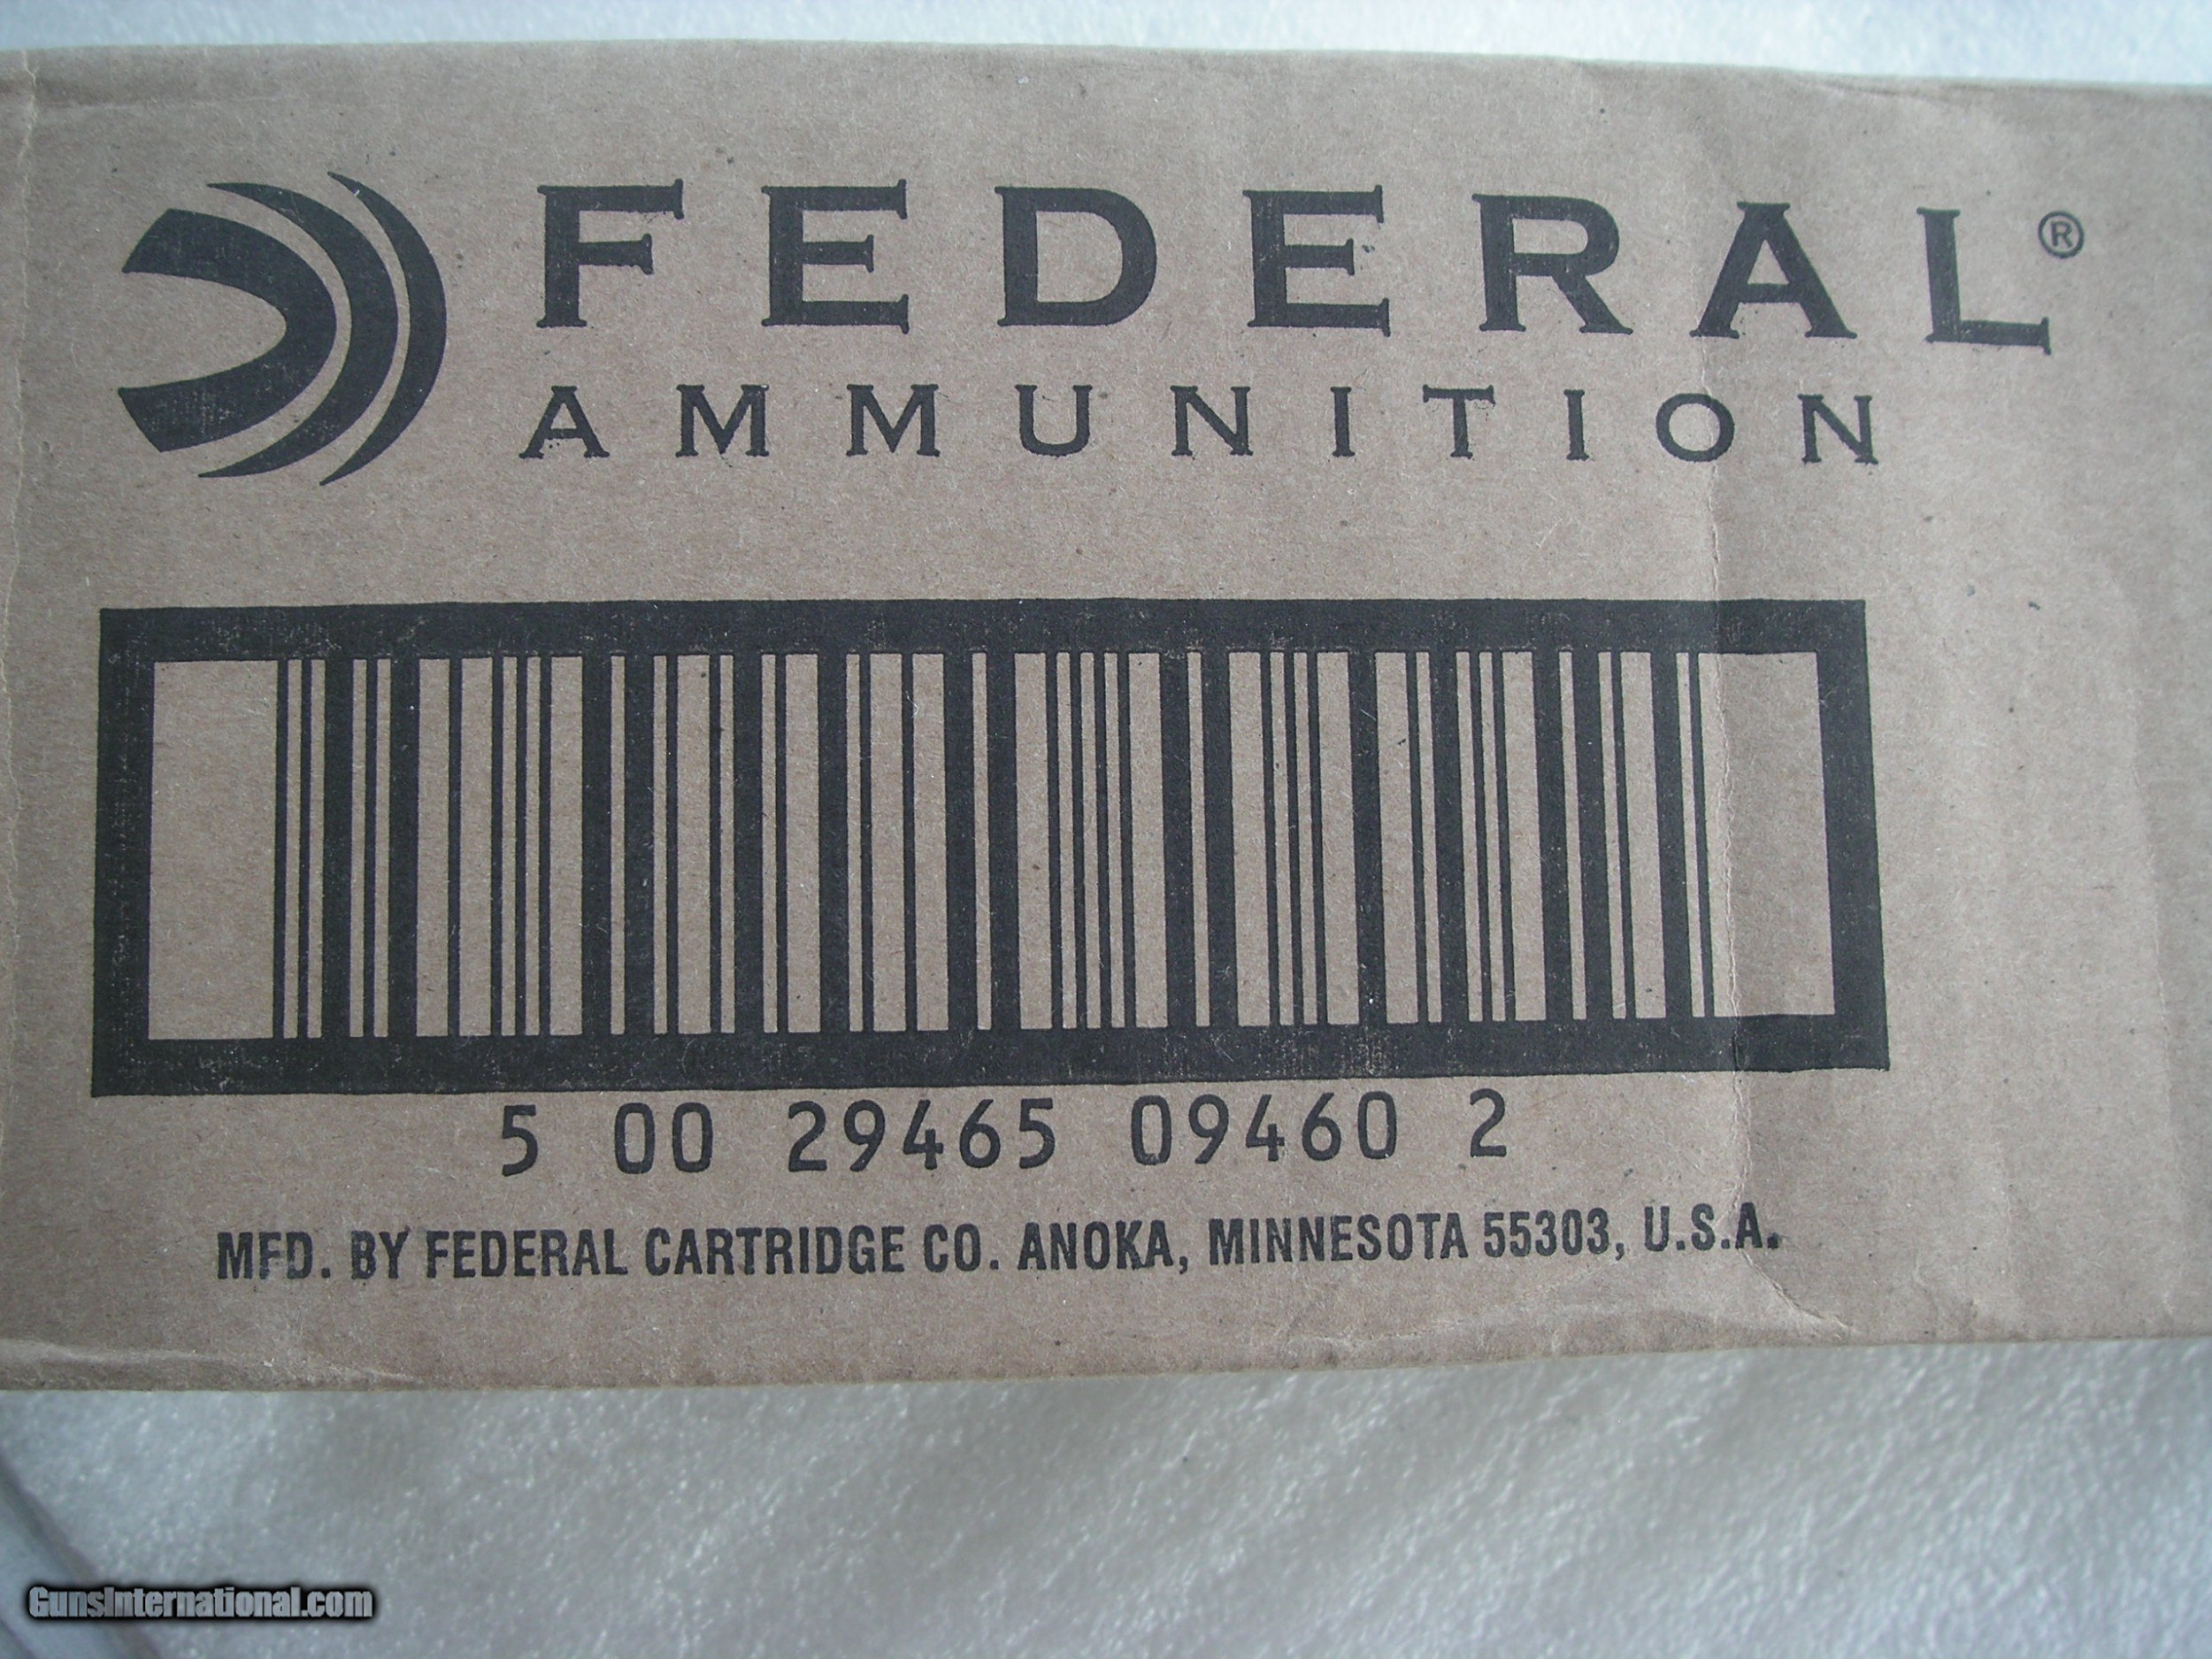 FEDERAL®
AMMUNITION
5 00 29465 09460 2
MFD. BY FEDERAL CARTRIDGE CO. ANOKA, MINNESOTA 55303, U.S.A.
GunsInternational.com